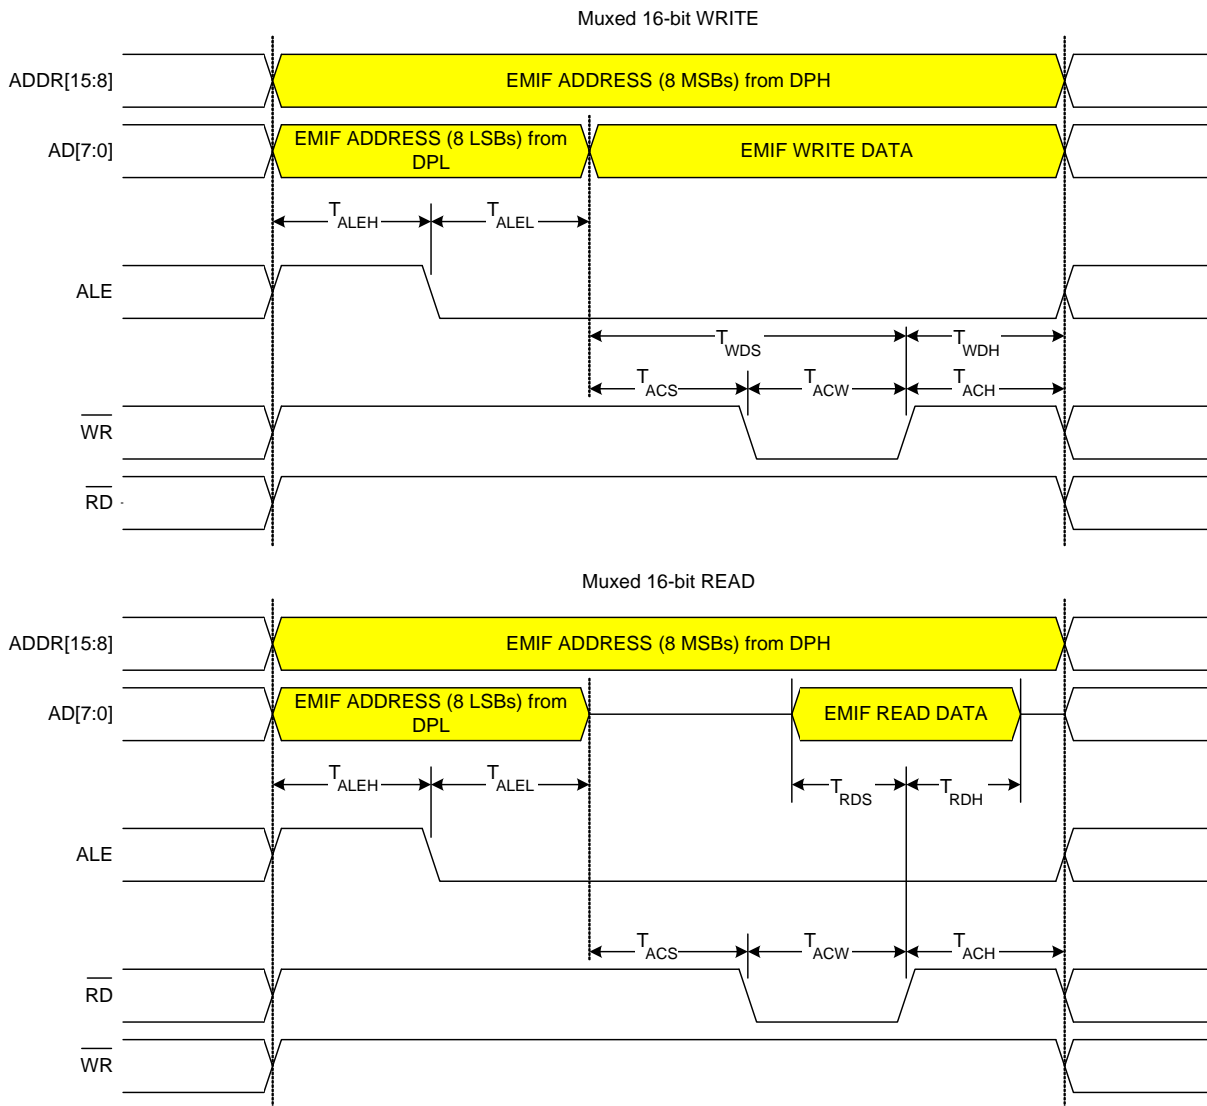 Muxed 16-bit WRITE
ADDR[15:8]
EMIF ADDRESS (8 MSBs) from DPH
AD[7:0]
EMIF ADDRESS (8 LSBs) from
DPL
EMIF WRITE DATA
TALEH
TALEL
ALE
TWDS
TWDH
TACS
TACW
TACH
WR
RD
Muxed 16-bit READ
ADDR[15:8]
EMIF ADDRESS (8 MSBs) from DPH
AD[7:0]
EMIF ADDRESS (8 LSBs) from
DPL
EMIF READ DATA
TALEH
TALEL
TRDS
TRDH
ALE
TACS
TACW
TACH
RD
WR